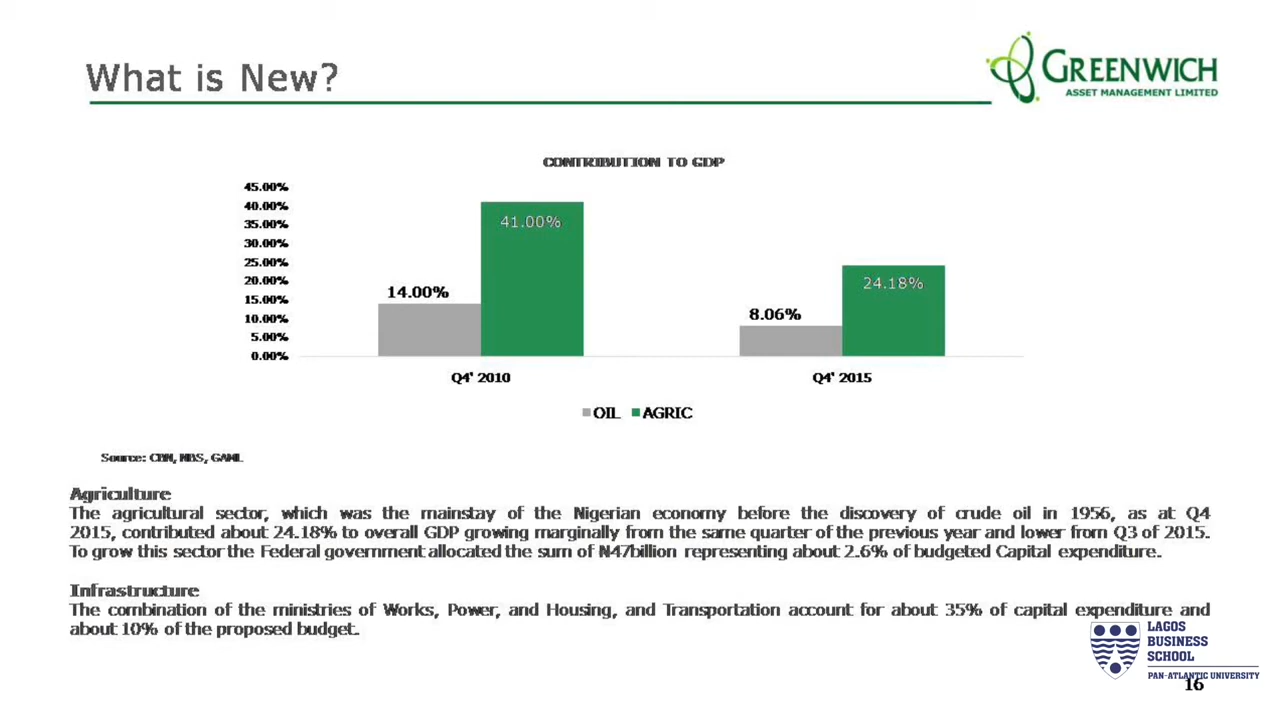 What is New?
GREENWICH
ASSET MANAGEMENT LIMITED
CONTRIBUTION TO GDP
45.00%
40.00%
35.00%
30.00%
25.00%
20.00%
15.00%
10.00%
5.00%
0.00%
14.00%
41.00%
8.06%
24.18%
Q4' 2010
Q4' 2015
OIL AGRIC
Source: CBN, NBS, GAML
Agriculture
The agricultural sector, which was the mainstay of the Nigerian economy before the discovery of crude oil in 1956, as at Q4
2015, contributed about 24.18% to overall GDP growing marginally from the same quarter of the previous year and lower from Q3 of 2015.
To grow this sector the Federal government allocated the sum of ₦47billion representing about 2.6% of budgeted Capital expenditure.
Infrastructure
The combination of the ministries of Works, Power, and Housing, and Transportation account for about 35% of capital expenditure and
about 10% of the proposed budget.
LAGOS
BUSINESS
SCHOOL
PAN-ATLANTIC UNIVERSITY
16